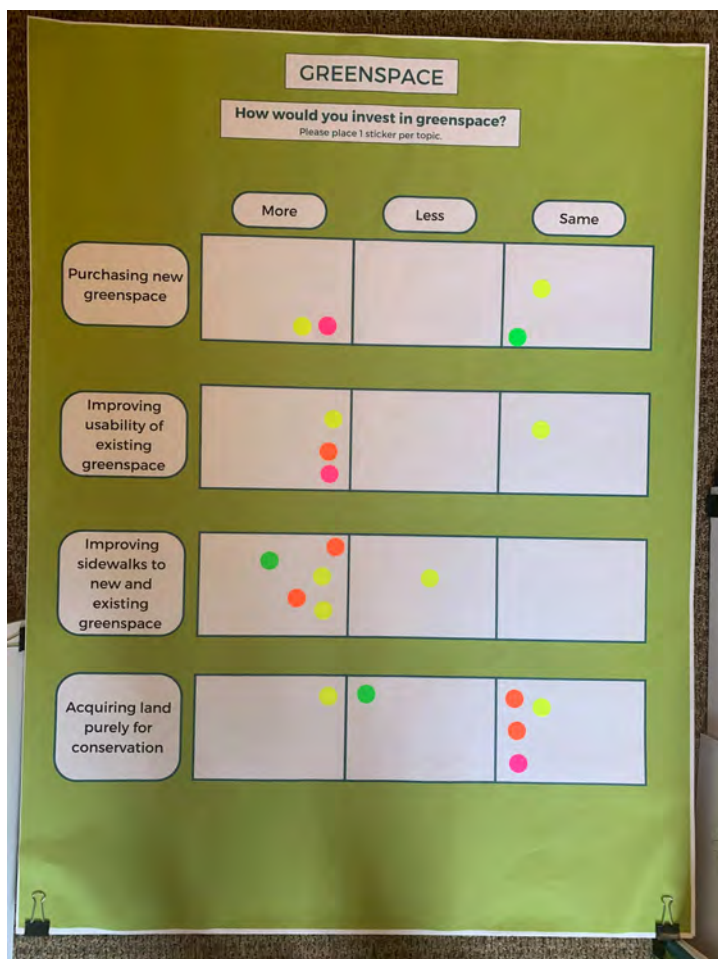 GREENSPACE
How would you invest in greenspace?
Please place 1 sticker per topic.
More
Less
Same
Purchasing new
greenspace
Improving
usability of
existing
greenspace
Improving
sidewalks to
new and
existing
greenspace
Acquiring land
purely for
conservation